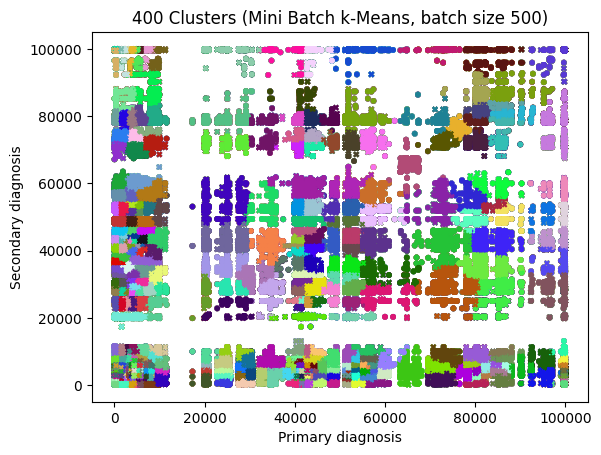 400 Clusters (Mini Batch k-Means, batch size 500)
100000
80000
60000
40000
20000
0
Secondary diagnosis
0 20000 40000 60000 80000 100000
Primary diagnosis